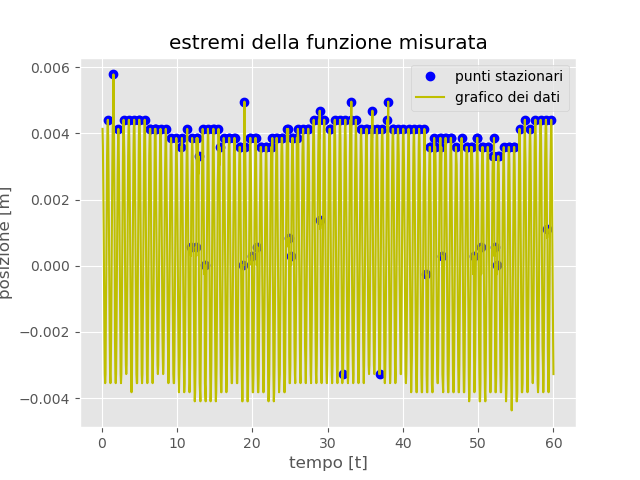 estremi della funzione misurata
punti stazionari
grafico dei dati
posizione [m]
0.006
0.004
0.002
0.000
−0.002
−0.004
0
10
20
30
40
50
60
tempo [t]